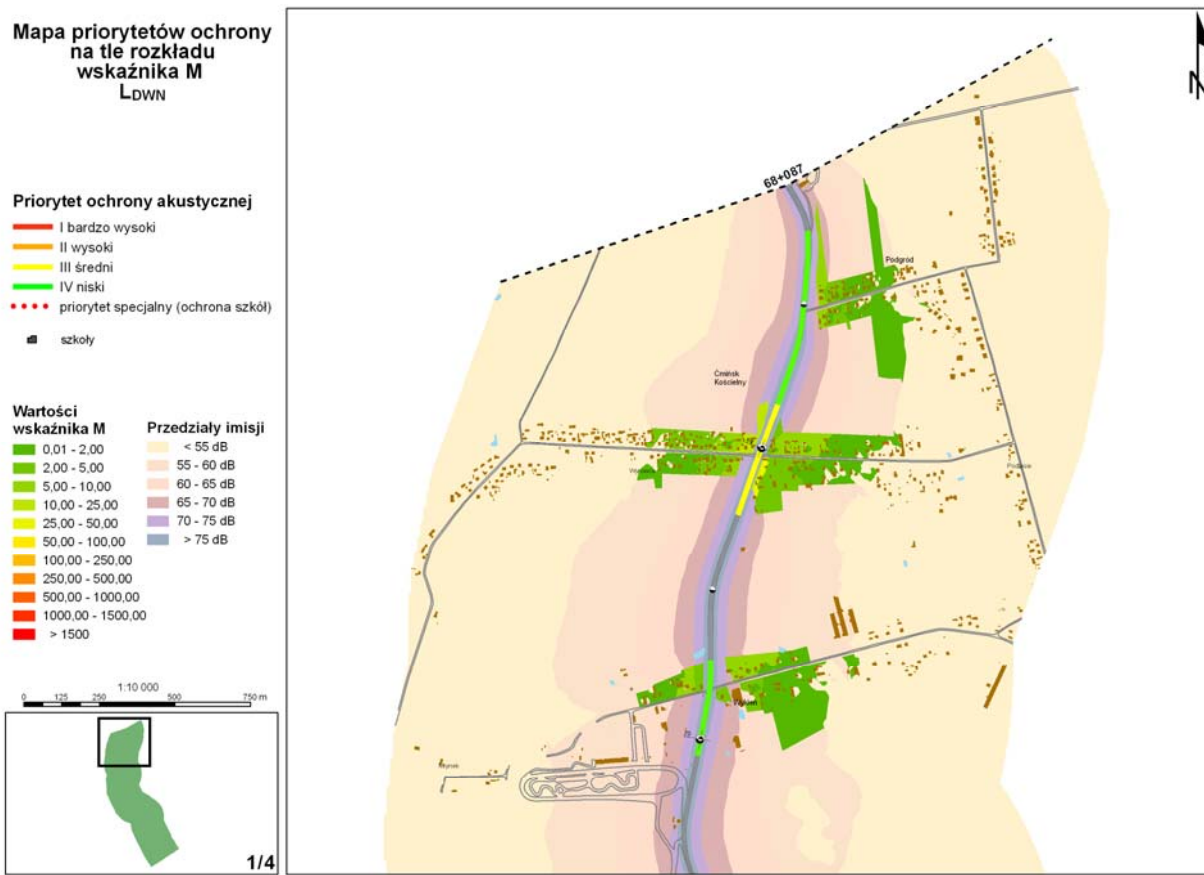 Mapa priorytetów ochrony
na tle rozkładu
wskaźnika M
LDWN
Priorytet ochrony akustycznej
I bardzo wysoki
II wysoki
III średni
IV niski
priorytet specjalny (ochrona szkół)
szkoły
Wartości
wskaźnika M
0,01 - 2,00
2,00 - 5,00
5,00 - 10,00
10,00 - 25,00
25,00 - 50,00
50,00 - 100,00
100,00 - 250,00
250,00 - 500,00
500,00 - 1000,00
1000,00 - 1500,00
> 1500
Przedziały imisji
< 55 dB
55 - 60 dB
60 - 65 dB
65 - 70 dB
70 - 75 dB
> 75 dB
1:10 000
0 125 250 500 750 m
1/4
N
68+087
Podgród
Ćmińsk
Kościelny